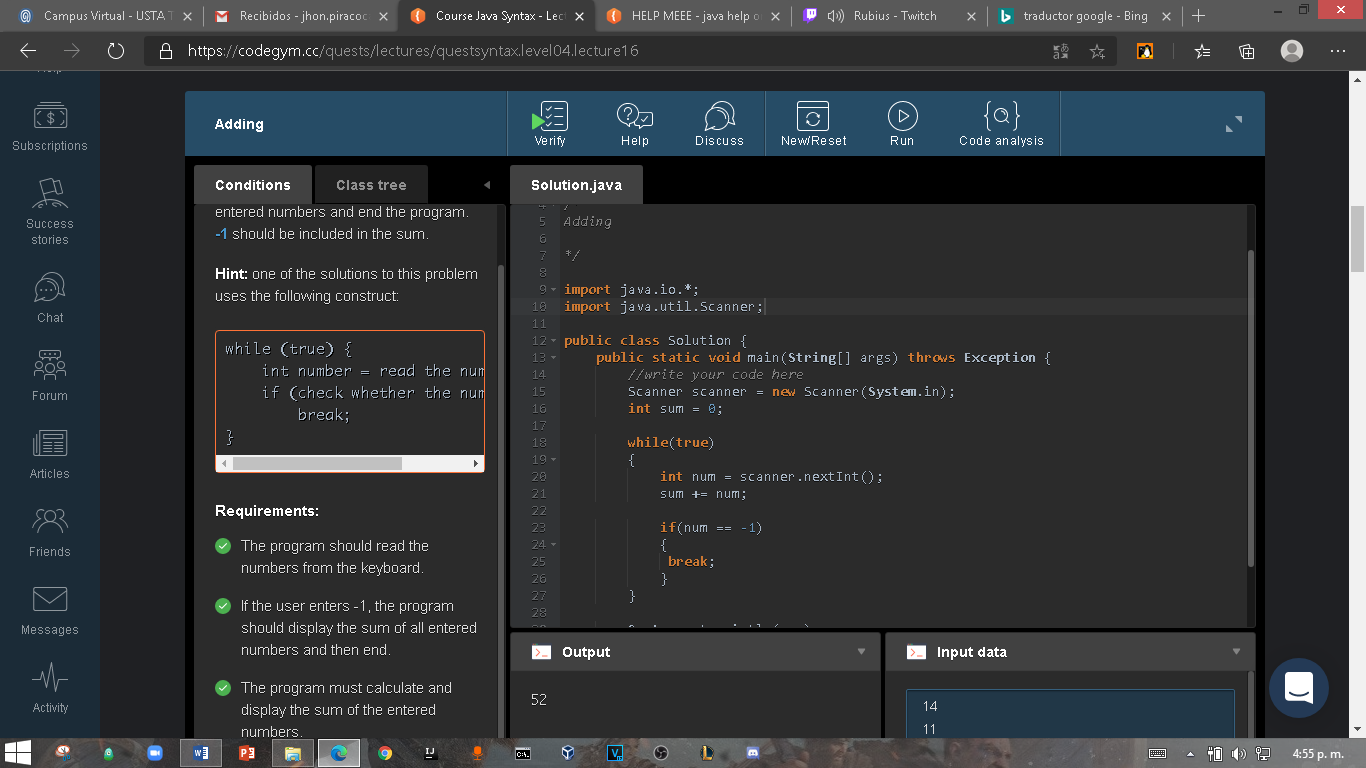 Campus Virtual - USTA T
Recibidos - jhon.piracoc
Course Java Syntax - Lec
HELP MEEE - java help o
Rubius - Twitch
traductor google - Bing
https://codegym.cc/quests/lectures/questsyntax.level04.lecture16
Subscriptions
Success
stories
Chat
Forum
Articles
Friends
Messages
Activity
Adding
Verify
Help
Discuss
New/Reset
Run
Code analysis
Conditions
Class tree
Solution.java
entered numbers and end the program.
-1 should be included in the sum.
Hint: one of the solutions to this problem
uses the following construct:
while (true) {
int number = read the num
if (check whether the num
break;
}
Requirements:
The program should read the
numbers from the keyboard.
If the user enters -1, the program
should display the sum of all entered
numbers and then end.
The program must calculate and
display the sum of the entered
numbers.
5 Adding
6
7 */
8
9 import java.io.*;
10 import java.util.Scanner;
11
12 public class Solution {
13 public static void main(String[] args) throws Exception {
14 //write your code here
15 Scanner scanner = new Scanner(System.in);
16 int sum = 0;
17
18 while(true)
19 {
20 int num = scanner.nextInt();
21 sum += num;
22
23 if(num == -1)
24 {
25 break;
26 }
27 }
28
Output
52
Input data
14
11
4:55 p. m.